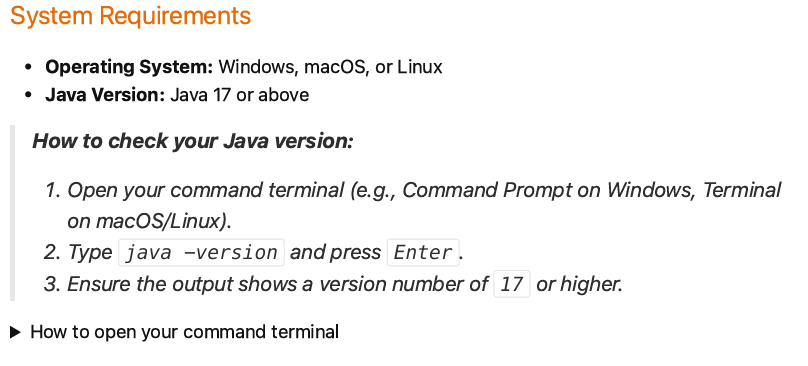 System Requirements
• Operating System: Windows, macOS, or Linux
• Java Version: Java 17 or above
How to check your Java version:
1. Open your command terminal (e.g., Command Prompt on Windows, Terminal
on macOS/Linux).
2. Type java -version and press Enter.
3. Ensure the output shows a version number of 17 or higher.
▶ How to open your command terminal